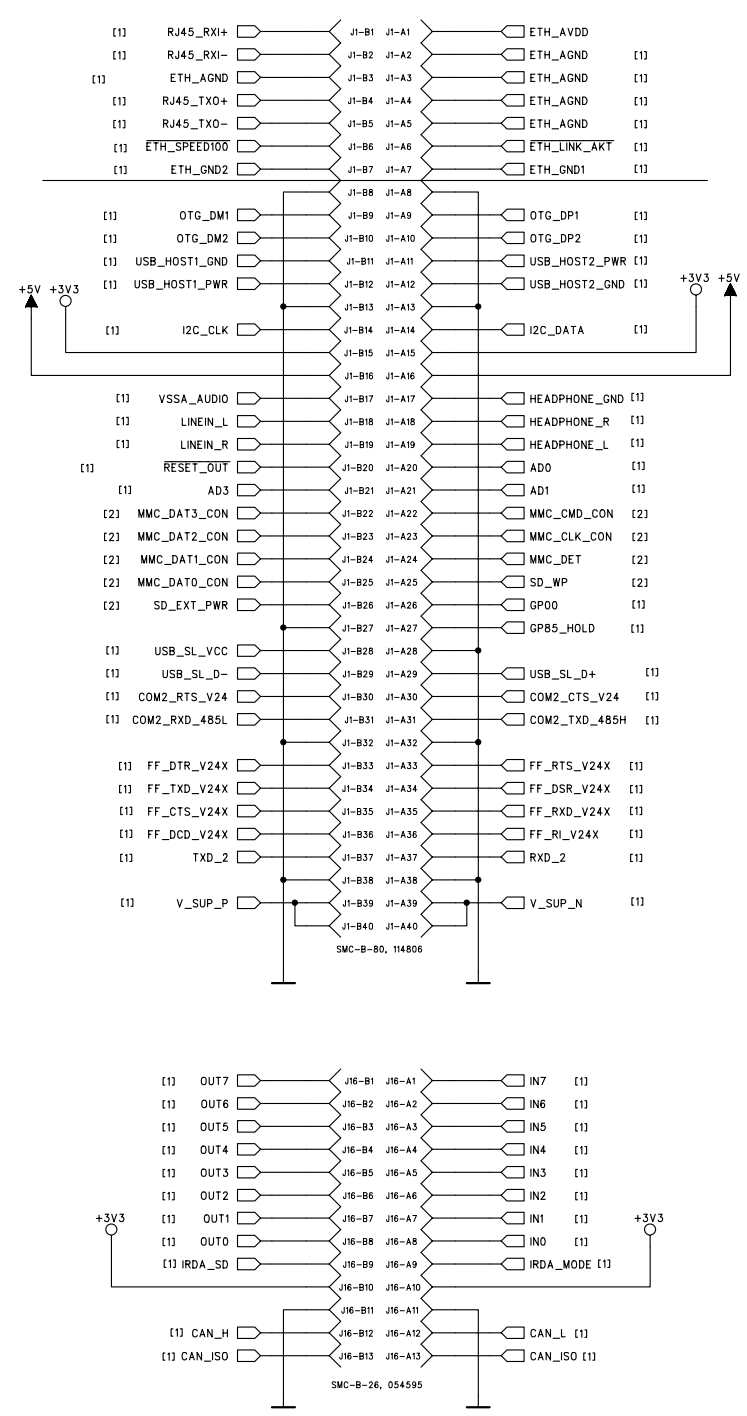 [1] RJ45_RXI+ J1-B1 J1-A1 ETH_AVDD
[1] RJ45_RXI- J1-B2 J1-A2 ETH_AGND [1]
[1] ETH_AGND J1-B3 J1-A3 ETH_AGND [1]
[1] RJ45_TXO+ J1-B4 J1-A4 ETH_AGND [1]
[1] RJ45_TXO- J1-B5 J1-A5 ETH_AGND [1]
[1] ETH_SPEED100 J1-B6 J1-A6 ETH_LINK_AKT [1]
[1] ETH_GND2 J1-B7 J1-A7 ETH_GND1 [1]
J1-B8 J1-A8
[1] OTG_DM1 J1-B9 J1-A9 OTG_DP1 [1]
[1] OTG_DM2 J1-B10 J1-A10 OTG_DP2 [1]
[1] USB_HOST1_GND J1-B11 J1-A11 USB_HOST2_PWR [1]
[1] USB_HOST1_PWR J1-B12 J1-A12 USB_HOST2_GND [1]
+5V +3V3 J1-B13 J1-A13 +3V3 +5V
[1] I2C_CLK J1-B14 J1-A14 I2C_DATA [1]
J1-B15 J1-A15
J1-B16 J1-A16
[1] VSSA_AUDIO J1-B17 J1-A17 HEADPHONE_GND [1]
[1] LINEIN_L J1-B18 J1-A18 HEADPHONE_R [1]
[1] LINEIN_R J1-B19 J1-A19 HEADPHONE_L [1]
[1] RESET_OUT J1-B20 J1-A20 AD0 [1]
[1] AD3 J1-B21 J1-A21 AD1 [1]
[2] MMC_DAT3_CON J1-B22 J1-A22 MMC_CMD_CON [2]
[2] MMC_DAT2_CON J1-B23 J1-A23 MMC_CLK_CON [2]
[2] MMC_DAT1_CON J1-B24 J1-A24 MMC_DET [2]
[2] MMC_DAT0_CON J1-B25 J1-A25 SD_WP [2]
[2] SD_EXT_PWR J1-B26 J1-A26 GP00 [1]
J1-B27 J1-A27 GP85_HOLD [1]
[1] USB_SL_VCC J1-B28 J1-A28
[1] USB_SL_D- J1-B29 J1-A29 USB_SL_D+ [1]
[1] COM2_RTS_V24 J1-B30 J1-A30 COM2_CTS_V24 [1]
[1] COM2_RXD_485L J1-B31 J1-A31 COM2_TXD_485H [1]
J1-B32 J1-A32
[1] FF_DTR_V24X J1-B33 J1-A33 FF_RTS_V24X [1]
[1] FF_TXD_V24X J1-B34 J1-A34 FF_DSR_V24X [1]
[1] FF_CTS_V24X J1-B35 J1-A35 FF_RXD_V24X [1]
[1] FF_DCD_V24X J1-B36 J1-A36 FF_RI_V24X [1]
[1] TXD_2 J1-B37 J1-A37 RXD_2 [1]
J1-B38 J1-A38
[1] V_SUP_P J1-B39 J1-A39 V_SUP_N [1]
J1-B40 J1-A40
SMC-B-80, 114806
[1] OUT7 J16-B1 J16-A1 IN7 [1]
[1] OUT6 J16-B2 J16-A2 IN6 [1]
[1] OUT5 J16-B3 J16-A3 IN5 [1]
[1] OUT4 J16-B4 J16-A4 IN4 [1]
[1] OUT3 J16-B5 J16-A5 IN3 [1]
[1] OUT2 J16-B6 J16-A6 IN2 [1]
+3V3 [1] OUT1 J16-B7 J16-A7 IN1 [1] +3V3
[1] OUT0 J16-B8 J16-A8 IN0 [1]
[1] IRDA_SD J16-B9 J16-A9 IRDA_MODE [1]
J16-B10 J16-A10
J16-B11 J16-A11
[1] CAN_H J16-B12 J16-A12 CAN_L [1]
[1] CAN_ISO J16-B13 J16-A13 CAN_ISO [1]
SMC-B-26, 054595